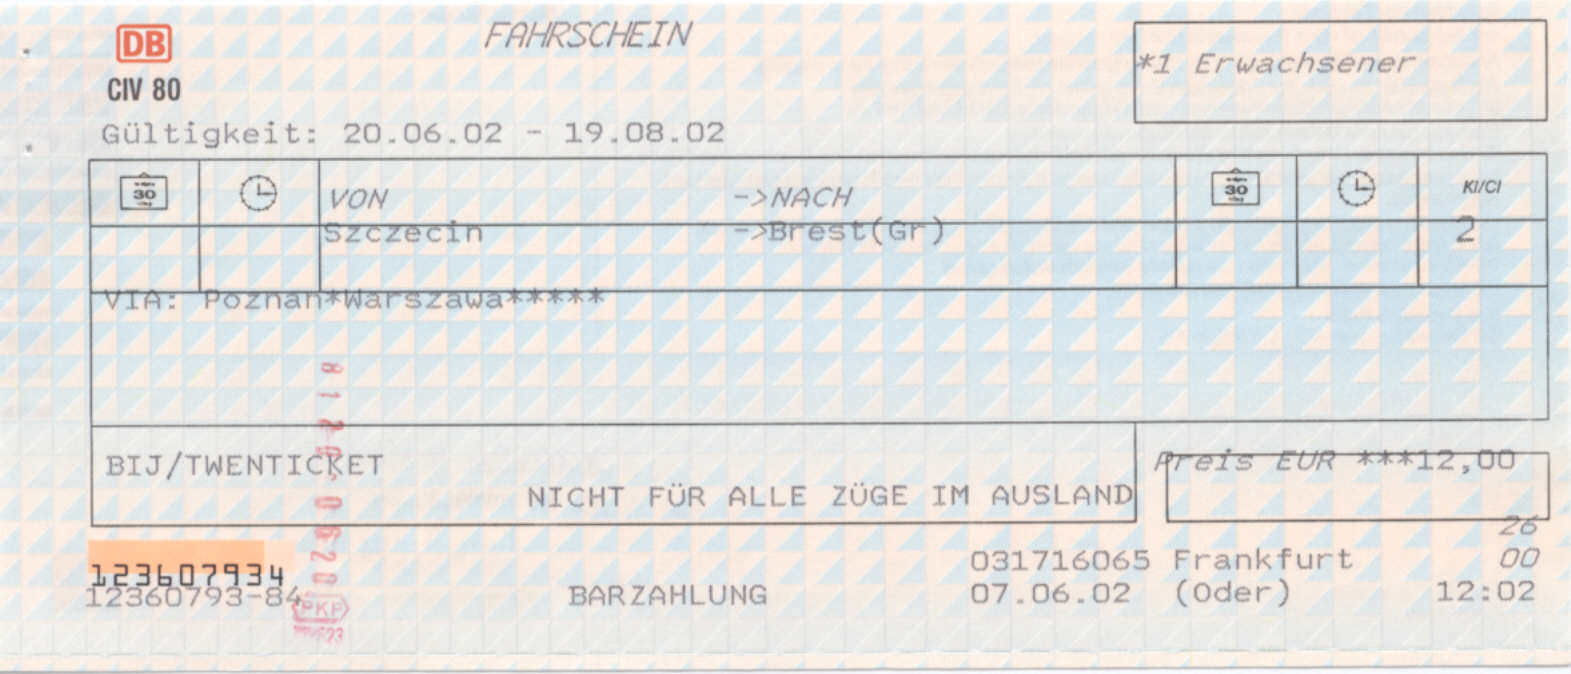 DB
FAHRSCHEIN
*1 Erwachsener
CIV 80
Gültigkeit: 20.06.02 - 19.08.02
30 VON ->NACH 30 Kl/Cl
Szczecin ->Brest(Gr) 2
VIA: Poznan*Warszawa*****
BIJ/TWENTICKET
Preis EUR ***12,00
NICHT FÜR ALLE ZÜGE IM AUSLAND
26
123607934
031716065 Frankfurt 00
12360793-84 BARZAHLUNG 07.06.02 (Oder) 12:02
PKP